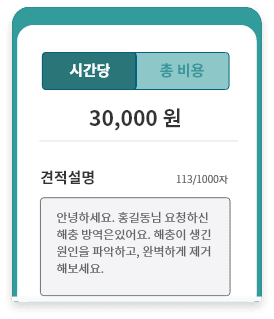 시간당 총 비용
30,000 원
견적설명 113/1000자
안녕하세요. 홍길동님 요청하신
해충 방역은있어요. 해충이 생긴
원인을 파악하고, 완벽하게 제거
해보세요.